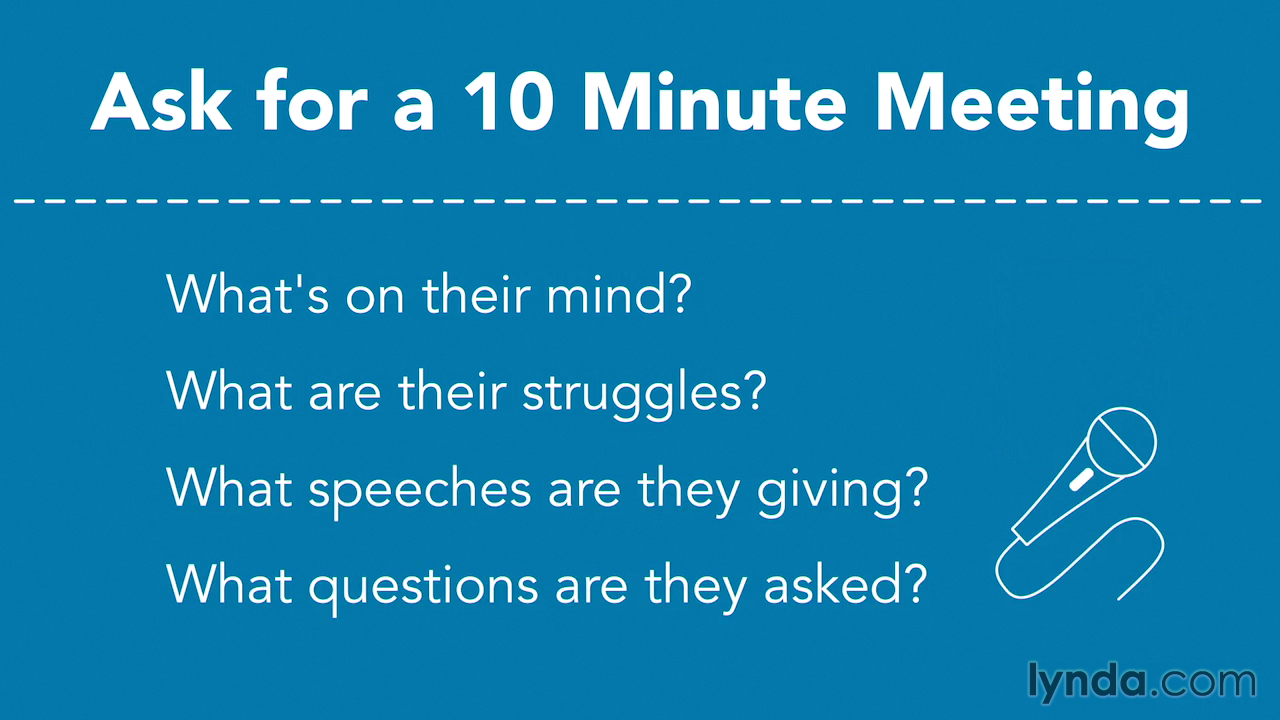 Ask for a 10 Minute Meeting
What's on their mind?
What are their struggles?
What speeches are they giving?
What questions are they asked?
lynda.com